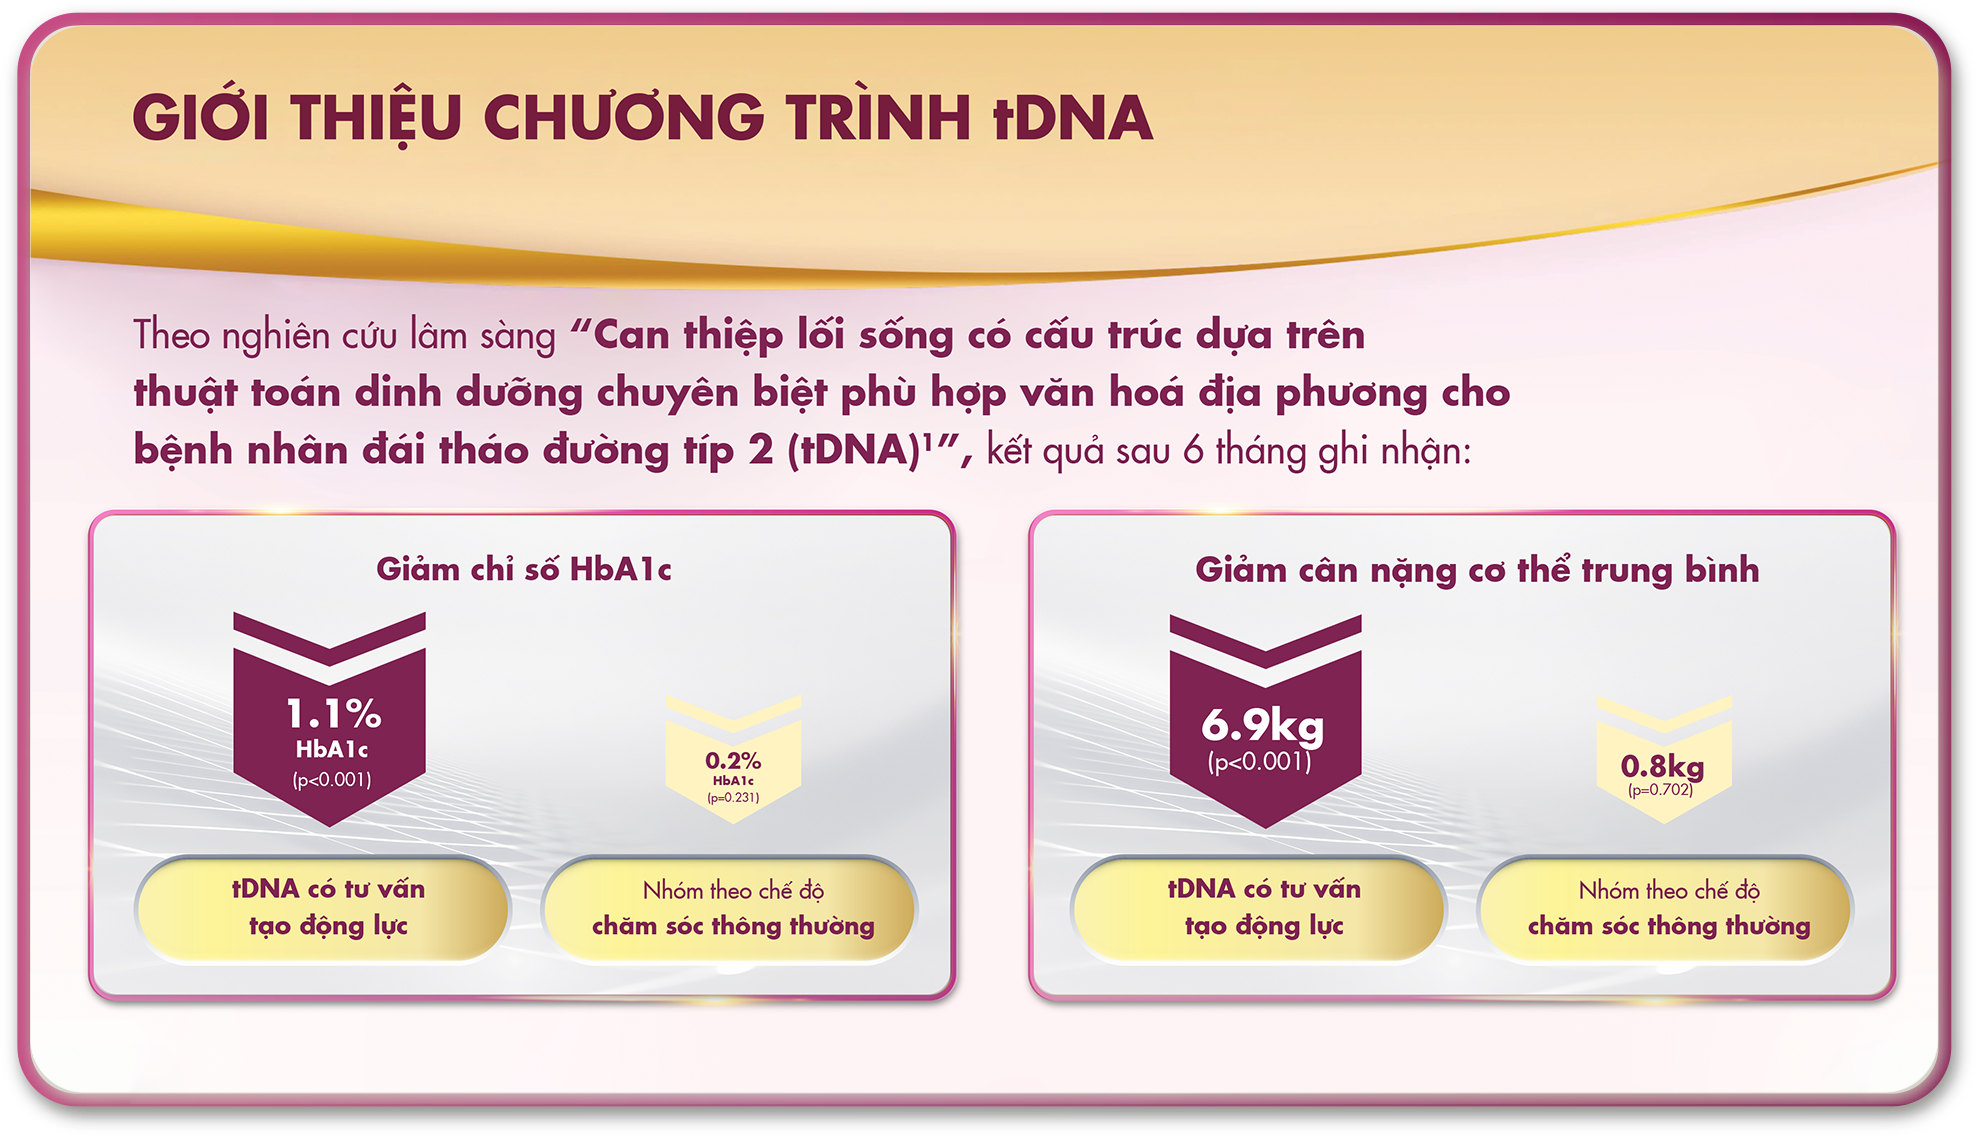 GIỚI THIỆU CHƯƠNG TRÌNH tDNA
Theo nghiên cứu lâm sàng “Can thiệp lối sống có cấu trúc dựa trên
thuật toán dinh dưỡng chuyên biệt phù hợp văn hoá địa phương cho
bệnh nhân đái tháo đường típ 2 (tDNA)¹”, kết quả sau 6 tháng ghi nhận:
Giảm chỉ số HbA1c
1.1%
HbA1c
(p<0.001)
0.2%
HbA1c
(p=0.231)
tDNA có tư vấn
tạo động lực
Nhóm theo chế độ
chăm sóc thông thường
Giảm cân nặng cơ thể trung bình
6.9kg
(p<0.001)
0.8kg
(p=0.702)
tDNA có tư vấn
tạo động lực
Nhóm theo chế độ
chăm sóc thông thường